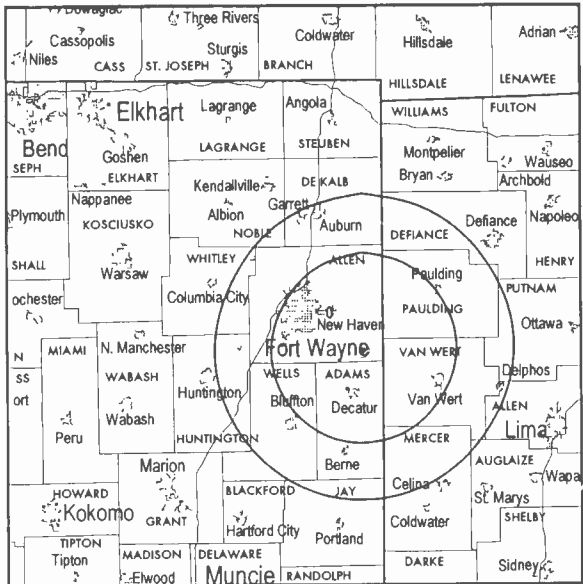 Dowagiac
Three Rivers
Coldwater
Hillsdale
Adrian
Cassopolis
Sturgis
Niles
CASS
ST. JOSEPH
BRANCH
HILLSDALE
LENAWEE
Elkhart
Lagrange
Angola
WILLIAMS
FULTON
Bend
Goshen
LAGRANGE
STEUBEN
Montpelier
Wauseo
SEPH
ELKHART
Kendallville
DE KALB
Bryan
Archbold
Nappanee
Albion
Garrett
Plymouth
KOSCIUSKO
NOBLE
Auburn
Defiance
Napoleo
DEFIANCE
SHALL
Warsaw
WHITLEY
ALLEN
Paulding
HENRY
Columbia City
PUTNAM
ochester
New Haven
PAULDING
Ottawa
N
MIAMI
N. Manchester
Fort Wayne
VAN WERT
ss
WABASH
WELLS
ADAMS
Delphos
ort
Huntington
Bluffton
Decatur
Van Wert
ALLEN
Wabash
Peru
HUNTINGTON
MERCER
Lima
Marion
Berne
AUGLAIZE
HOWARD
BLACKFORD
JAY
Celina
St. Marys
Wapa
Kokomo
GRANT
Hartford City
Portland
Coldwater
SHELBY
TIPTON
Tipton
MADISON
DELAWARE
DARKE
Sidney
Elwood
Muncie
RANDOLPH